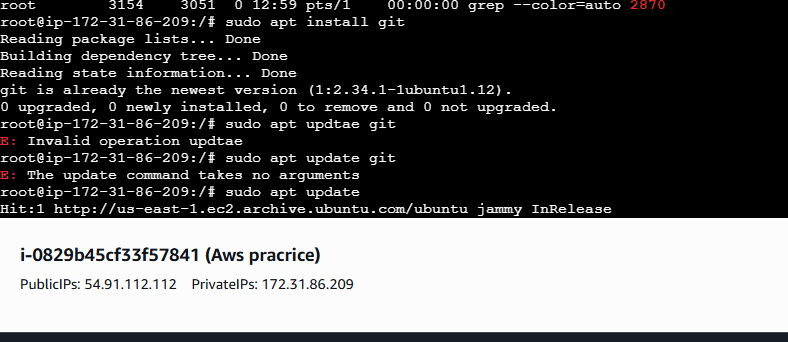 root        3154    3051  0 12:59 pts/1    00:00:00 grep --color=auto 2870
root@ip-172-31-86-209:/# sudo apt install git
Reading package lists... Done
Building dependency tree... Done
Reading state information... Done
git is already the newest version (1:2.34.1-1ubuntu1.12).
0 upgraded, 0 newly installed, 0 to remove and 0 not upgraded.
root@ip-172-31-86-209:/# sudo apt updtae git
E: Invalid operation updtae
root@ip-172-31-86-209:/# sudo apt update git
E: The update command takes no arguments
root@ip-172-31-86-209:/# sudo apt update
Hit:1 http://us-east-1.ec2.archive.ubuntu.com/ubuntu jammy InRelease
i-0829b45cf33f57841 (Aws pracrice)
PublicIPs: 54.91.112.112    PrivateIPs: 172.31.86.209